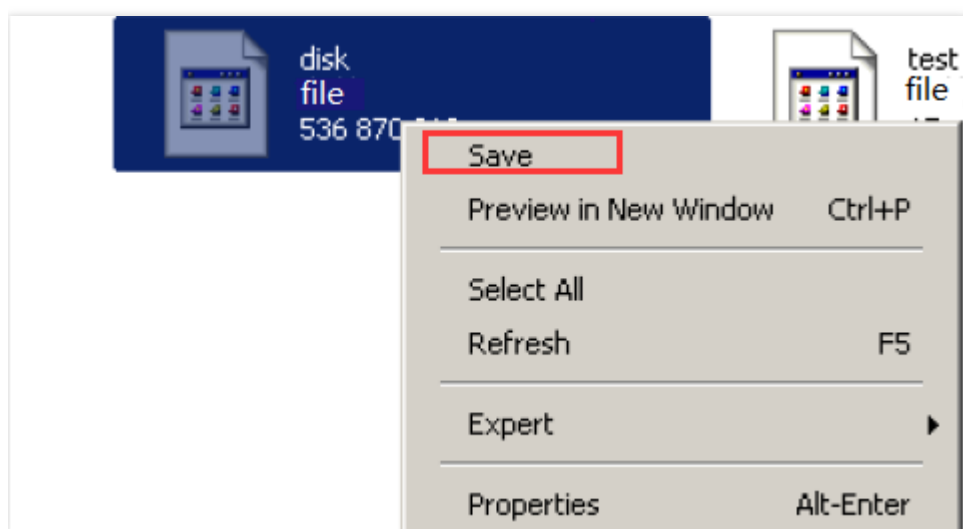 disk
file
536 870
test
file
Save
Preview in New Window Ctrl+P
Select All
Refresh F5
Expert
Properties Alt-Enter